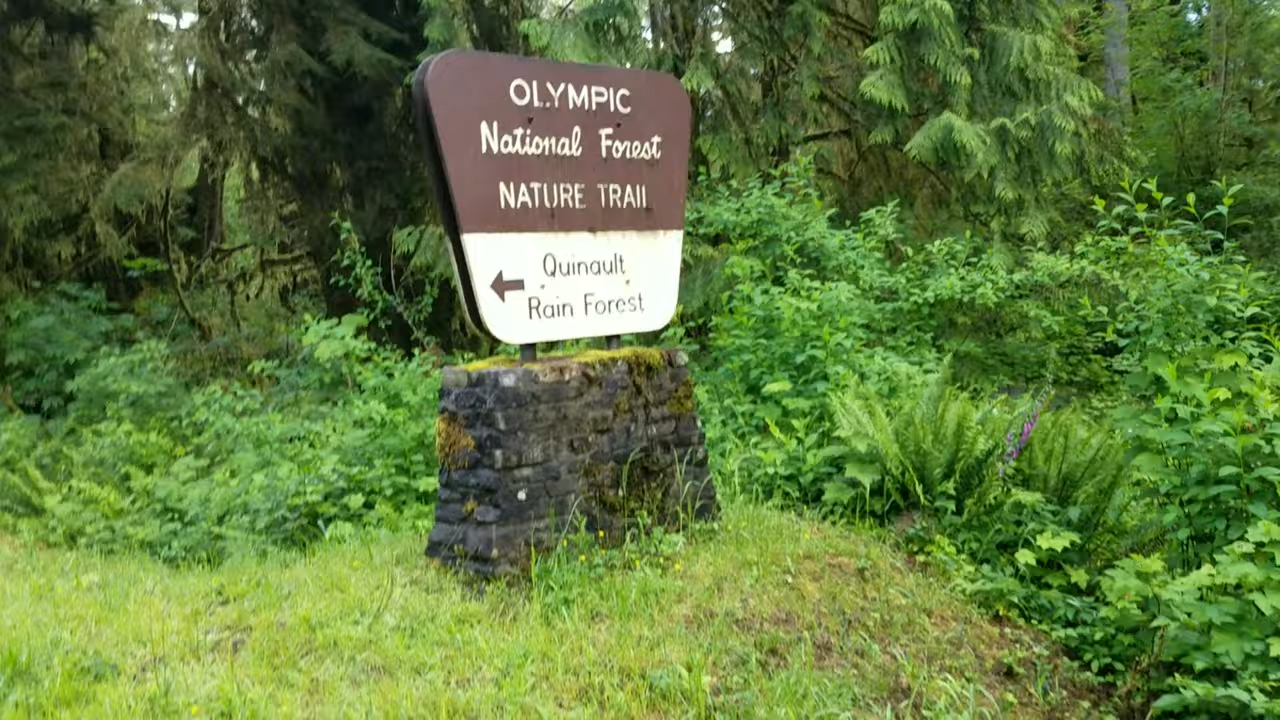 OLYMPIC
National Forest
NATURE TRAIL
Quinault
Rain Forest